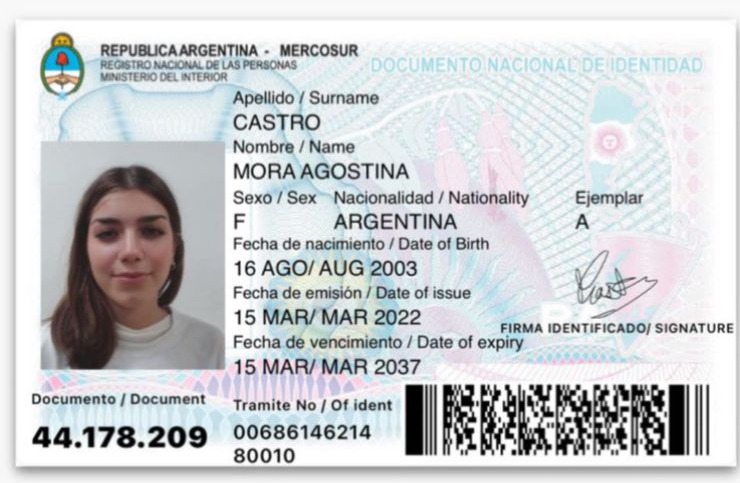 REPUBLICA ARGENTINA - MERCOSUR
REGISTRO NACIONAL DE LAS PERSONAS
MINISTERIO DEL INTERIOR
DOCUMENTO NACIONAL DE IDENTIDAD
Apellido / Surname
CASTRO
Nombre / Name
MORA AGOSTINA
Sexo / Sex Nacionalidad / Nationality Ejemplar
F ARGENTINA A
Fecha de nacimiento / Date of Birth
16 AGO/ AUG 2003
Fecha de emisión / Date of issue
15 MAR/ MAR 2022
FIRMA IDENTIFICADO/ SIGNATURE
Fecha de vencimiento / Date of expiry
15 MAR/ MAR 2037
Documento / Document
44.178.209
Tramite No / Of ident
00686146214
80010